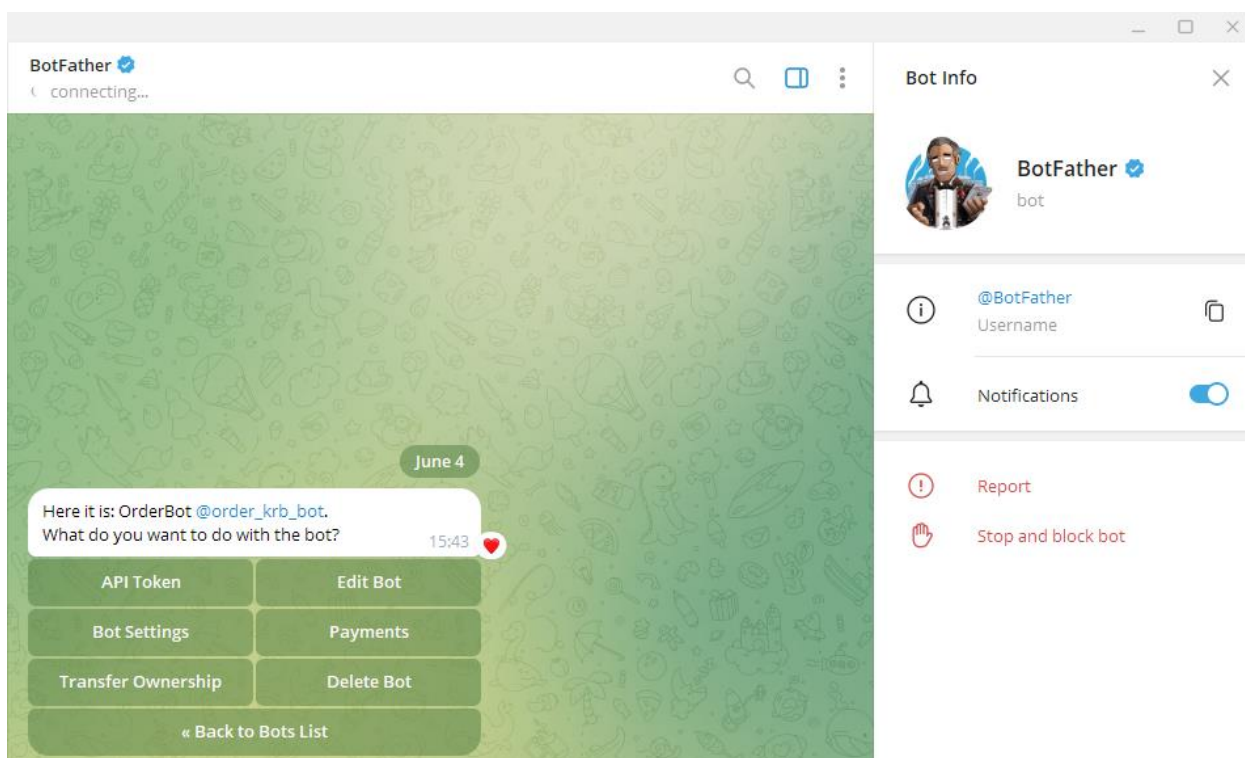 BotFather
connecting...
June 4
Here it is: OrderBot @order_krb_bot.
What do you want to do with the bot?
15:43
API Token
Edit Bot
Bot Settings
Payments
Transfer Ownership
Delete Bot
« Back to Bots List
Bot Info
BotFather
bot
@BotFather
Username
Notifications
Report
Stop and block bot